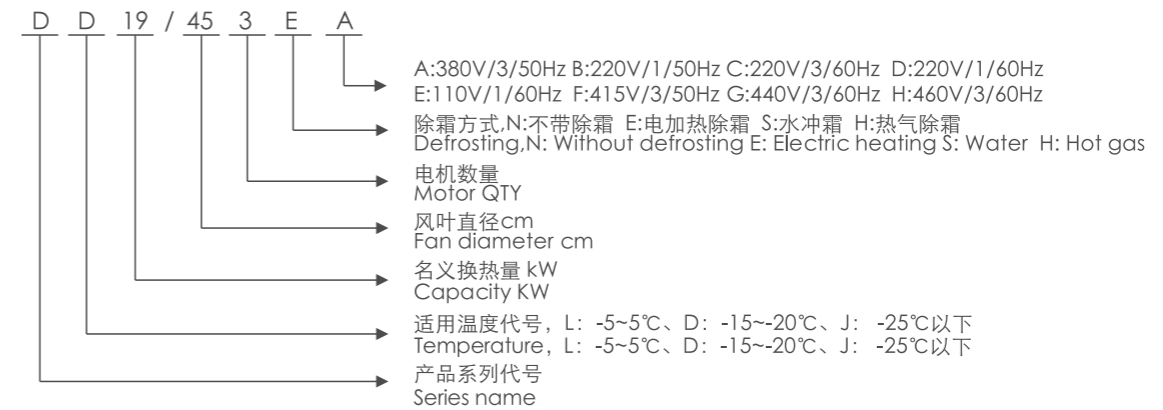 D D 19 / 45 3 E A
A:380V/3/50Hz B:220V/1/50Hz C:220V/3/60Hz D:220V/1/60Hz
E:110V/1/60Hz F:415V/3/50Hz G:440V/3/60Hz H:460V/3/60Hz
除霜方式,N:不带除霜 E:电加热除霜 S:水冲霜 H:热气除霜
Defrosting,N: Without defrosting E: Electric heating S: Water H: Hot gas
电机数量
Motor QTY
风叶直径cm
Fan diameter cm
名义换热量 kW
Capacity KW
适用温度代号，L: -5~5℃、D: -15~-20℃、J: -25℃以下
Temperature，L: -5~5℃、D: -15~-20℃、J: -25℃以下
产品系列代号
Series name